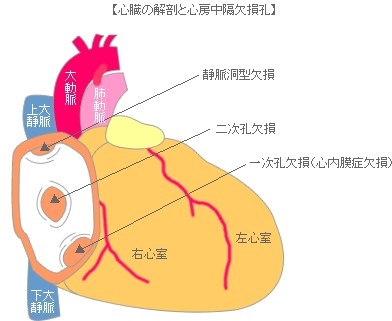 【心臓の解剖と心房中隔欠損孔】
大動脈
肺動脈
静脈洞型欠損
上大
静脈
二次孔欠損
一次孔欠損(心内膜症欠損)
左心室
右心室
下大
静脈